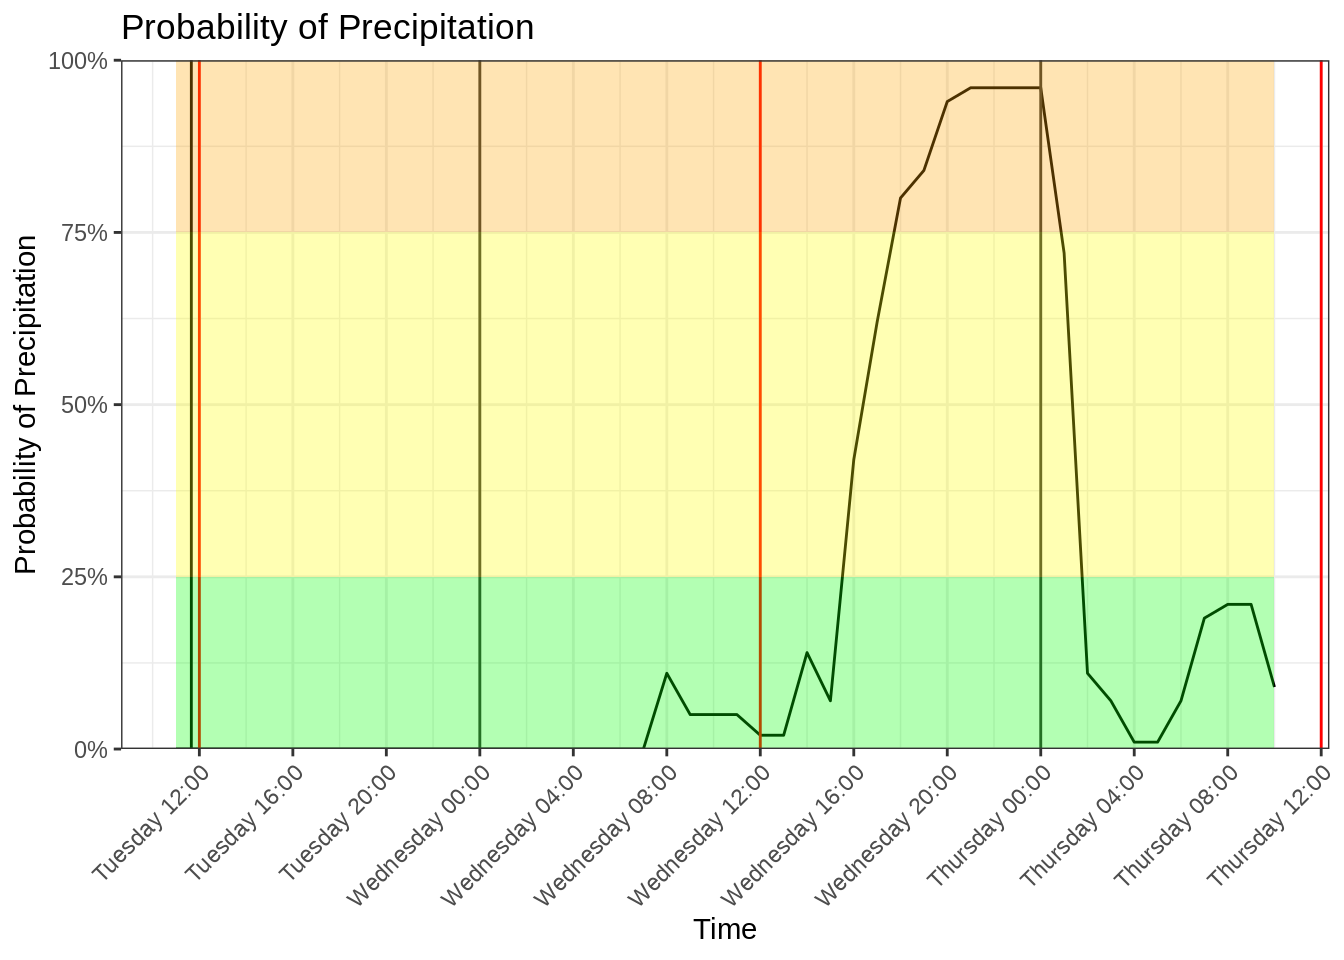 Probability of Precipitation
Probability of Precipitation
100%
75%
50%
25%
0%
Tuesday 12:00
Tuesday 16:00
Tuesday 20:00
Wednesday 00:00
Wednesday 04:00
Wednesday 08:00
Wednesday 12:00
Wednesday 16:00
Wednesday 20:00
Thursday 00:00
Thursday 04:00
Thursday 08:00
Thursday 12:00
Time